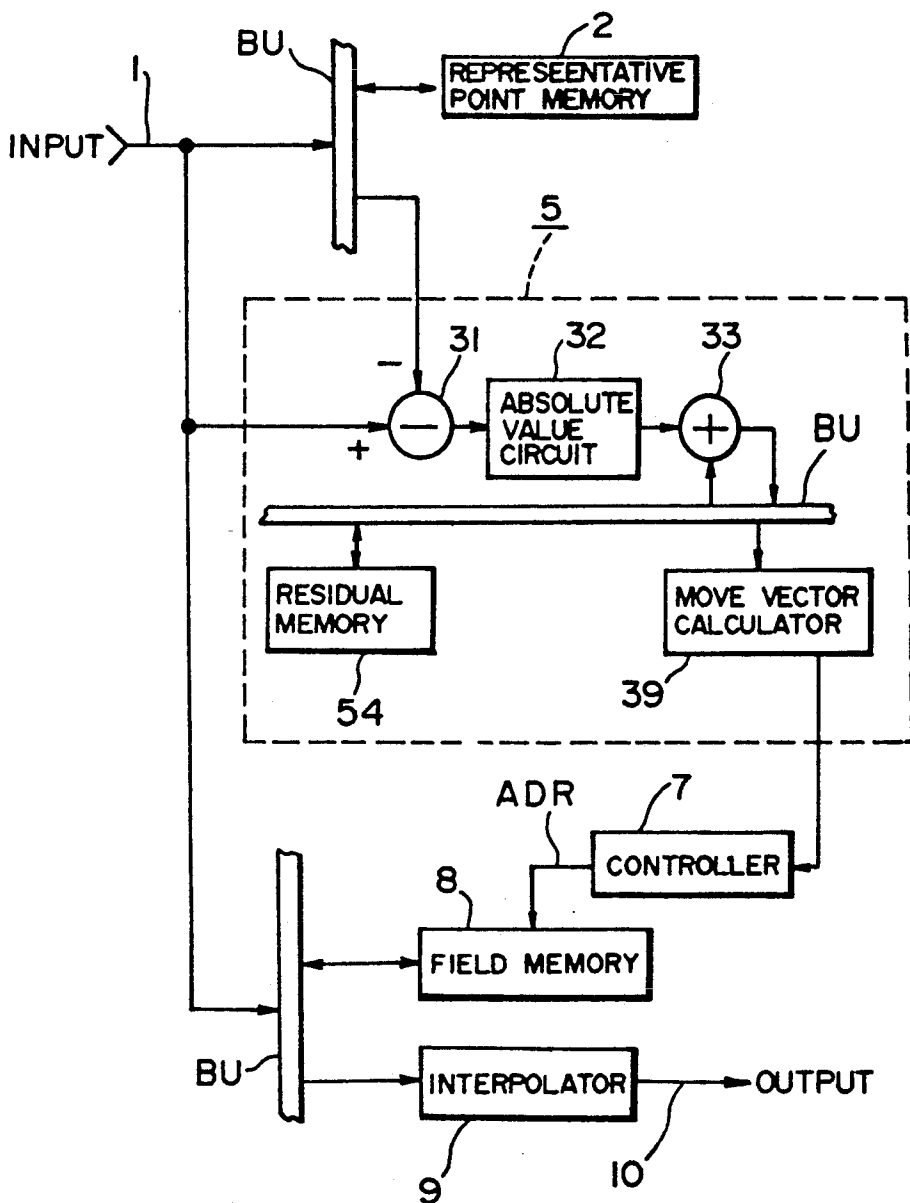 2
BU
REPRESEENTATIVE
POINT MEMORY
1
INPUT
5
31
32
33
−
ABSOLUTE
VALUE
CIRCUIT
−
+
+
BU
RESIDUAL
MEMORY
MOVE VECTOR
CALCULATOR
54
39
ADR
7
CONTROLLER
8
FIELD MEMORY
BU
INTERPOLATOR
OUTPUT
9
10